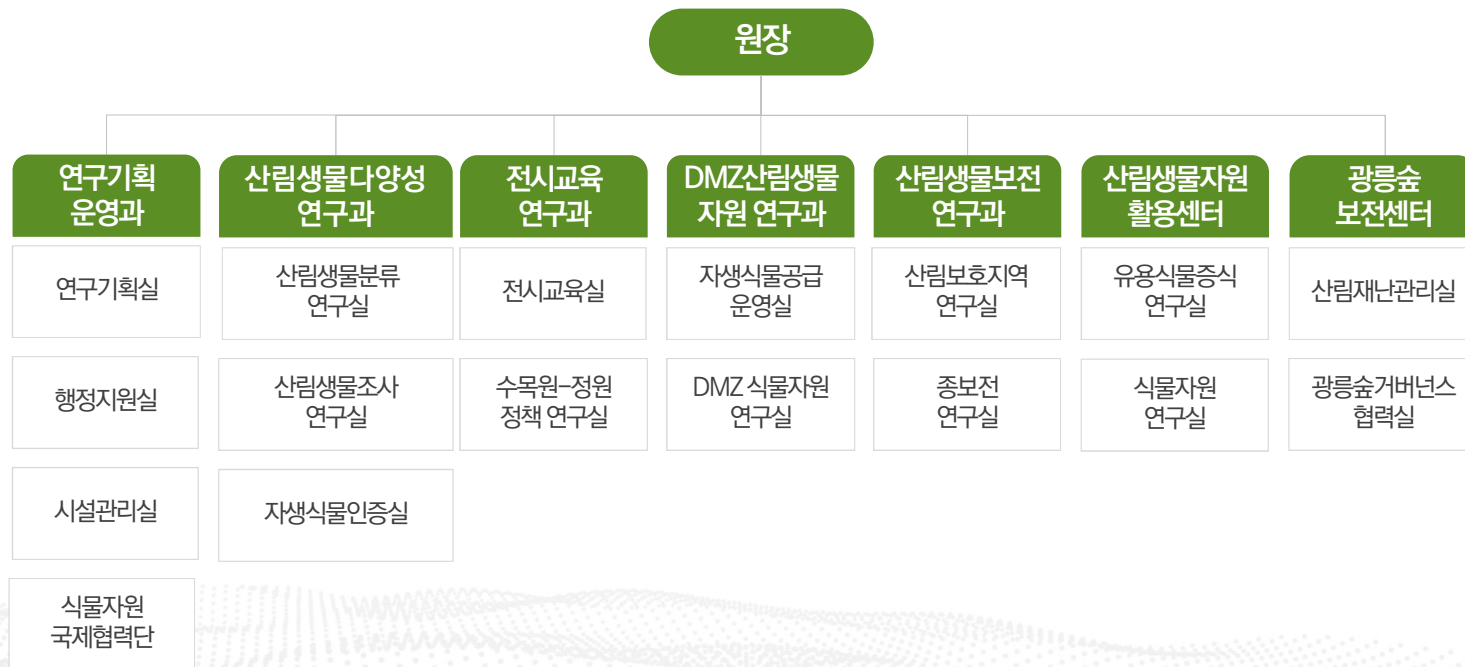 원장
연구기획
운영과
산림생물다양성
연구과
전시교육
연구과
DMZ산림생물
자원 연구과
산림생물보전
연구과
산림생물자원
활용센터
광릉숲
보전센터
연구기획실
산림생물분류
연구실
전시교육실
자생식물공급
운영실
산림보호지역
연구실
유용식물증식
연구실
산림재난관리실
행정지원실
산림생물조사
연구실
수목원-정원
정책 연구실
DMZ 식물자원
연구실
종보전
연구실
식물자원
연구실
광릉숲거버넌스
협력실
시설관리실
자생식물인증실
식물자원
국제협력단